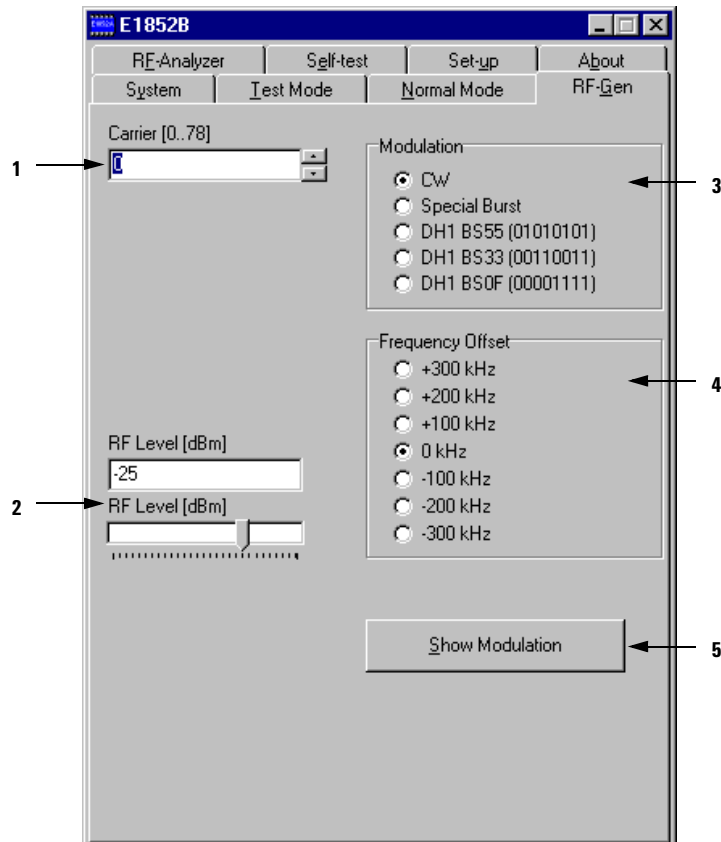 E1852B
RF-Analyzer Self-test Set-up About
System Test Mode Normal Mode RF-Gen
Carrier [0..78]
0
1
Modulation
CW
Special Burst
DH1 BS55 (01010101)
DH1 BS33 (00110011)
DH1 BS0F (00001111)
3
Frequency Offset
+300 kHz
+200 kHz
+100 kHz
0 kHz
-100 kHz
-200 kHz
-300 kHz
4
RF Level [dBm]
-25
2
RF Level [dBm]
Show Modulation
5